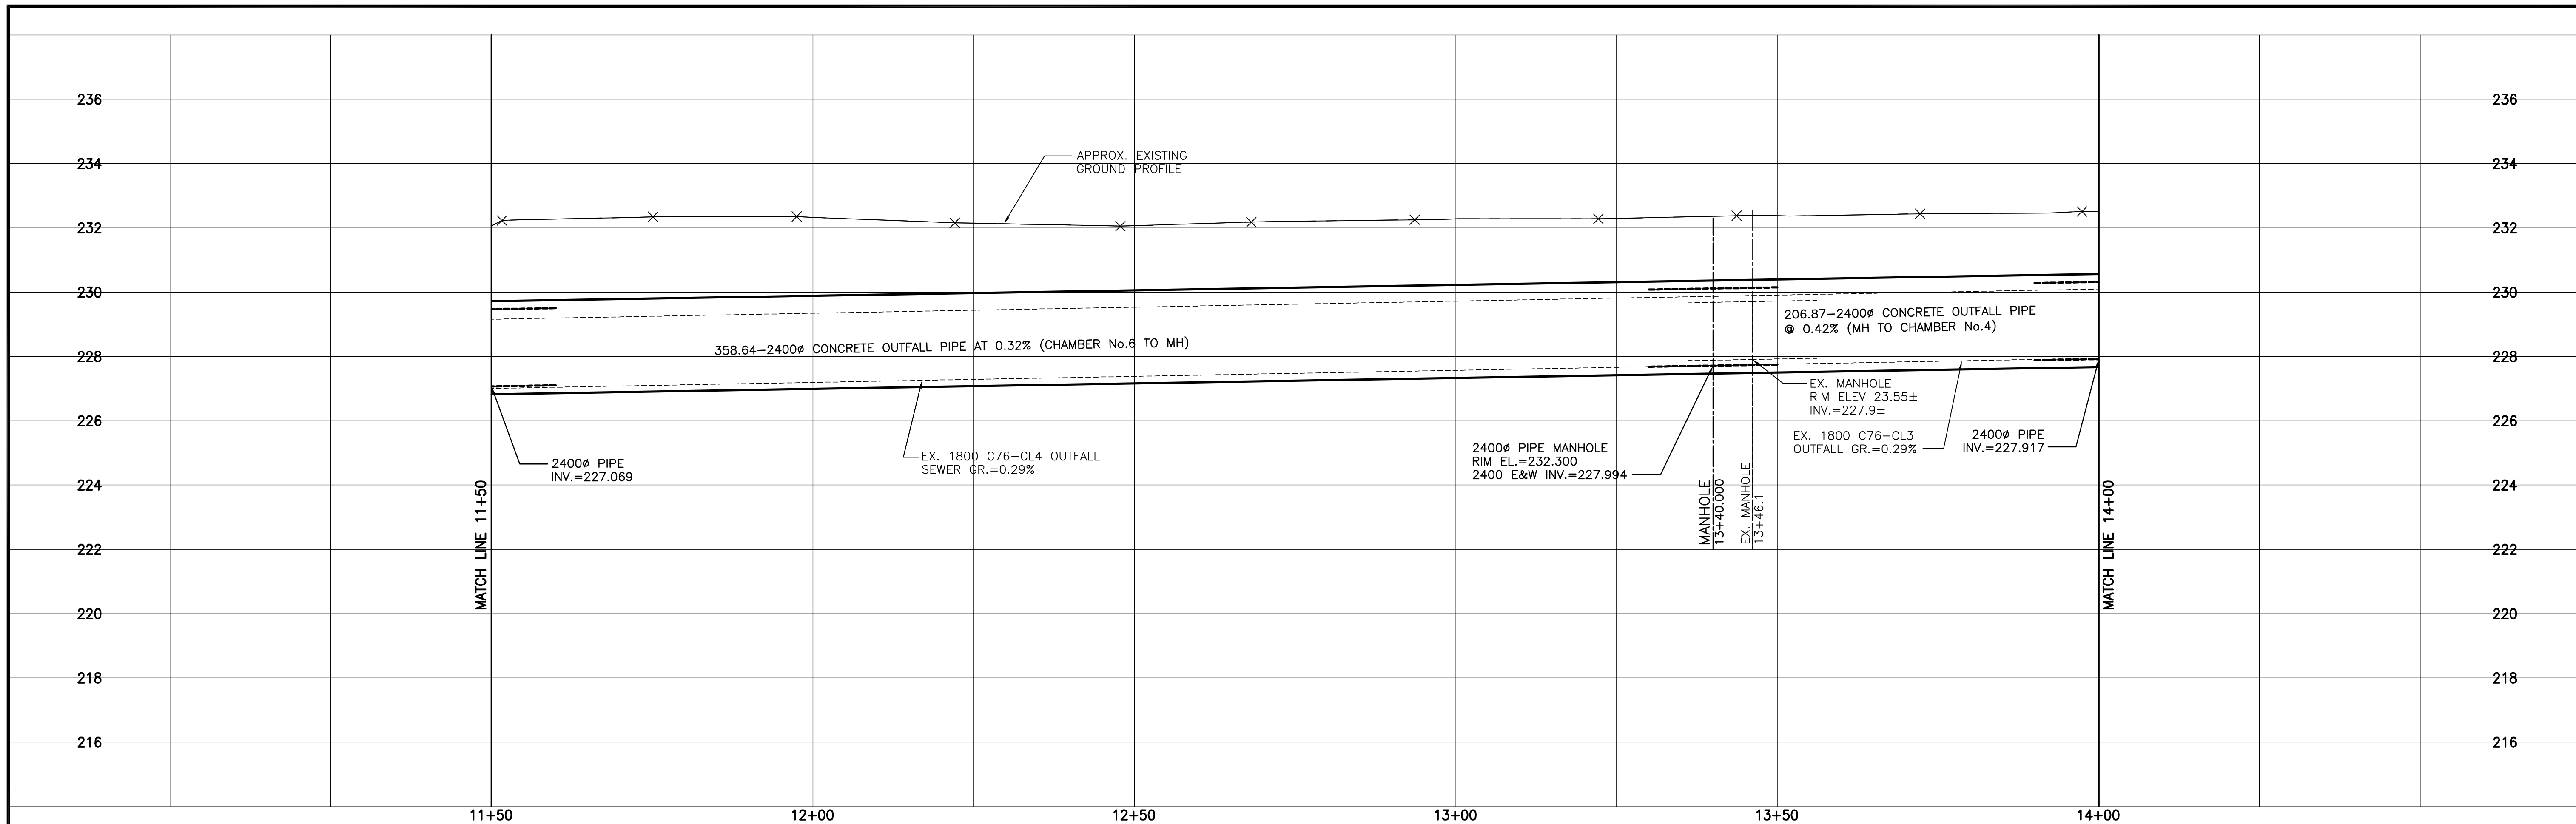 236
236
234
234
APPROX. EXISTING
GROUND PROFILE
232
232
230
230
206.87-2400ø CONCRETE OUTFALL PIPE
@ 0.42% (MH TO CHAMBER No.4)
358.64-2400ø CONCRETE OUTFALL PIPE AT 0.32% (CHAMBER No.6 TO MH)
228
228
EX. MANHOLE
RIM ELEV 23.55±
INV.=227.9±
226
226
2400ø PIPE
INV.=227.069
EX. 1800 C76-CL4 OUTFALL
SEWER GR.=0.29%
2400ø PIPE MANHOLE
RIM EL.=232.300
2400 E&W INV.=227.994
EX. 1800 C76-CL3
OUTFALL GR.=0.29%
2400ø PIPE
INV.=227.917
224
224
MATCH LINE 11+50
MANHOLE
13+40.000
EX. MANHOLE
13+46.1
MATCH LINE 14+00
222
222
220
220
218
218
216
216
11+50
12+00
12+50
13+00
13+50
14+00